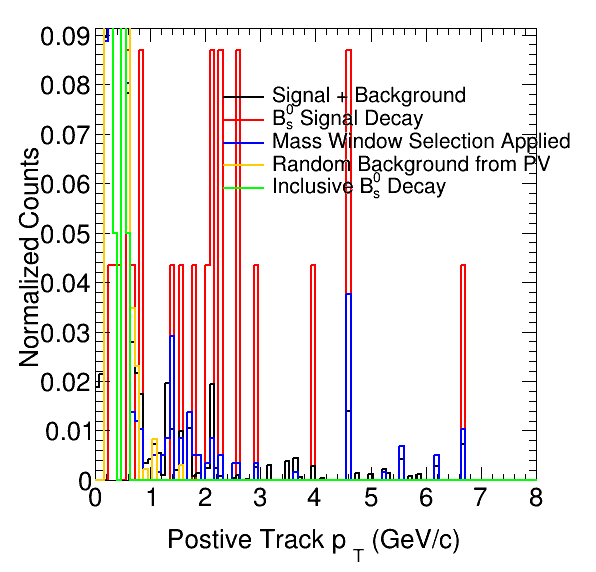 0.09
0.08
0.07
0.06
0.05
0.04
0.03
0.02
0.01
0
Normalized Counts
Signal + Background
B⁰ₛ Signal Decay
Mass Window Selection Applied
Random Background from PV
Inclusive B⁰ₛ Decay
0 1 2 3 4 5 6 7 8
Postive Track p T (GeV/c)